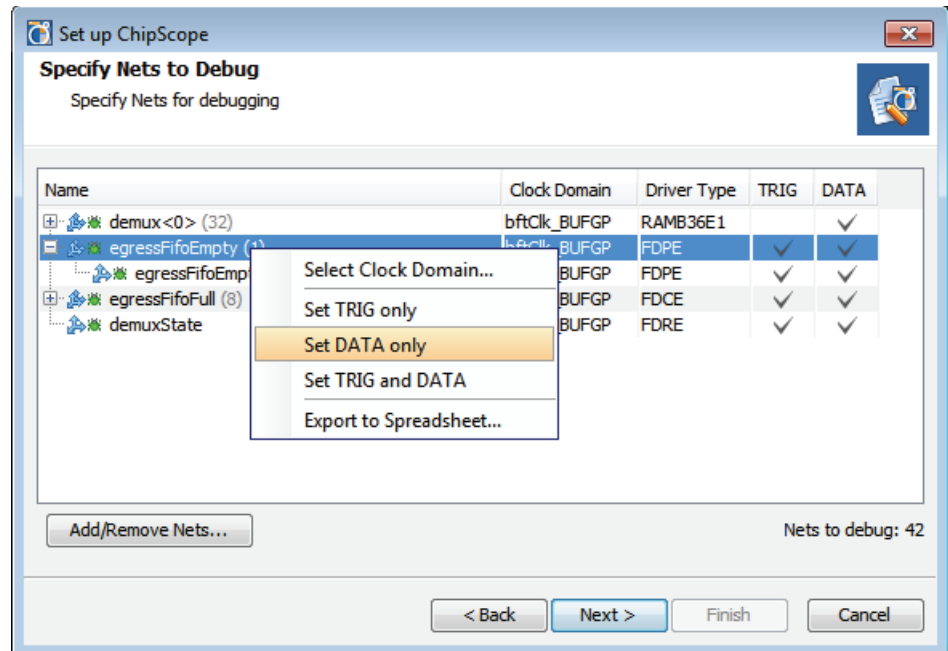 Set up ChipScope
Specify Nets to Debug
Specify Nets for debugging
Name Clock Domain Driver Type TRIG DATA
demux<0> (32) bftClk_BUFGP RAMB36E1
egressFifoEmpty (1) bftClk_BUFGP FDPE
egressFifoEmp BUFGP FDPE
egressFifoFull (8) BUFGP FDCE
demuxState BUFGP FDRE
Select Clock Domain...
Set TRIG only
Set DATA only
Set TRIG and DATA
Export to Spreadsheet...
Add/Remove Nets... Nets to debug: 42
< Back Next > Finish Cancel